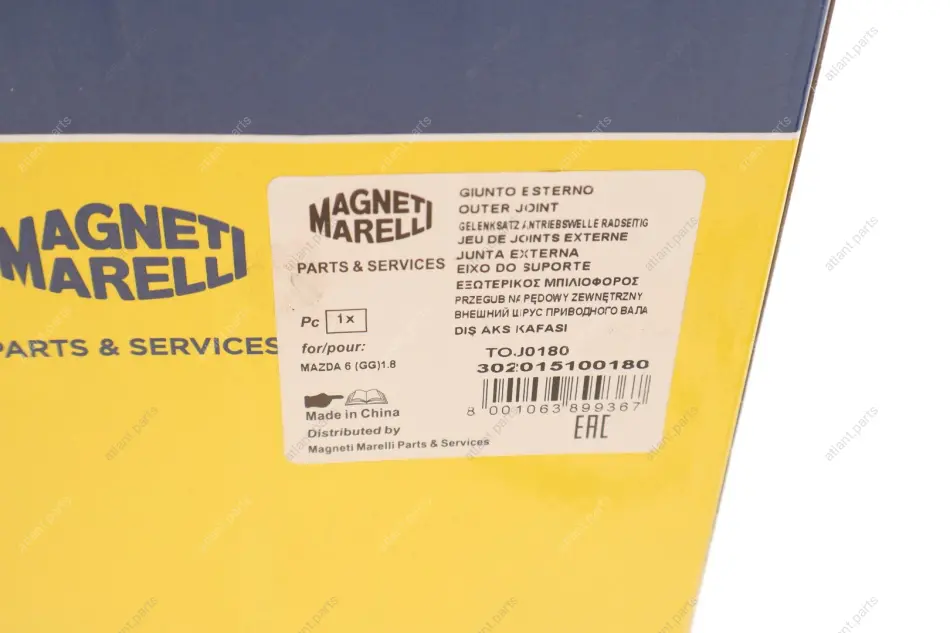 MAGNETI
MARELLI
PARTS & SERVICES
MAGNETI
MARELLI
PARTS & SERVICES
Pc 1x
for/pour:
MAZDA 6 (GG)1.8
Made in China
Distributed by
Magneti Marelli Parts & Services
GIUNTO ESTERNO
OUTER JOINT
GELENKSATZ ANTRIEBSWELLE RADSEITIG
JEU DE JOINTS EXTERNE
JUNTA EXTERNA
EIXO DO SUPORTE
ΕΞΩΤΕΡΙΚΟΣ ΜΠΙΛΙΟΦΟΡΟΣ
PRZEGUB NAPĘDOWY ZEWNĘTRZNY
ВНЕШНИЙ ШРУС ПРИВОДНОГО ВАЛА
DIŞ AKS KAFASI
TOJ0180
302015100180
8 001063 899367
EAC
atlant.parts